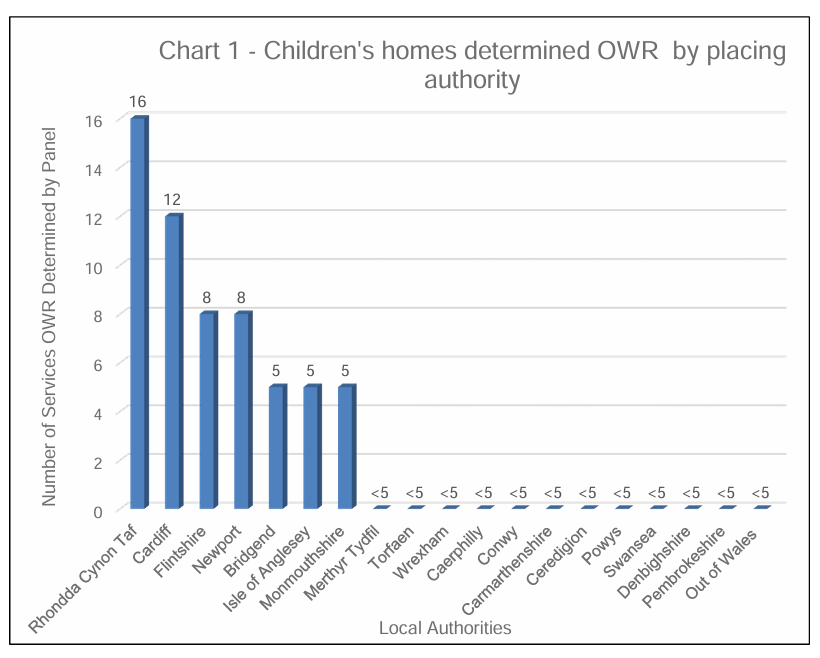 Chart 1 - Children's homes determined OWR by placing
authority
Number of Services OWR Determined by Panel
16
14
12
10
8
6
4
2
0
16
12
8
8
5
5
5
<5
<5
<5
<5
<5
<5
<5
<5
<5
<5
<5
<5
Rhondda Cynon Taf
Cardiff
Flintshire
Newport
Bridgend
Isle of Anglesey
Monmouthshire
Merthyr Tydfil
Torfaen
Wrexham
Caerphilly
Conwy
Carmarthenshire
Ceredigion
Powys
Swansea
Denbighshire
Pembrokeshire
Out of Wales
Local Authorities